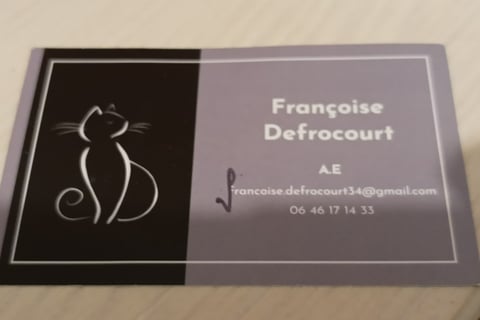 Françoise
Defrocourt
A.E
francoise.defrocourt34@gmail.com
06 46 17 14 33